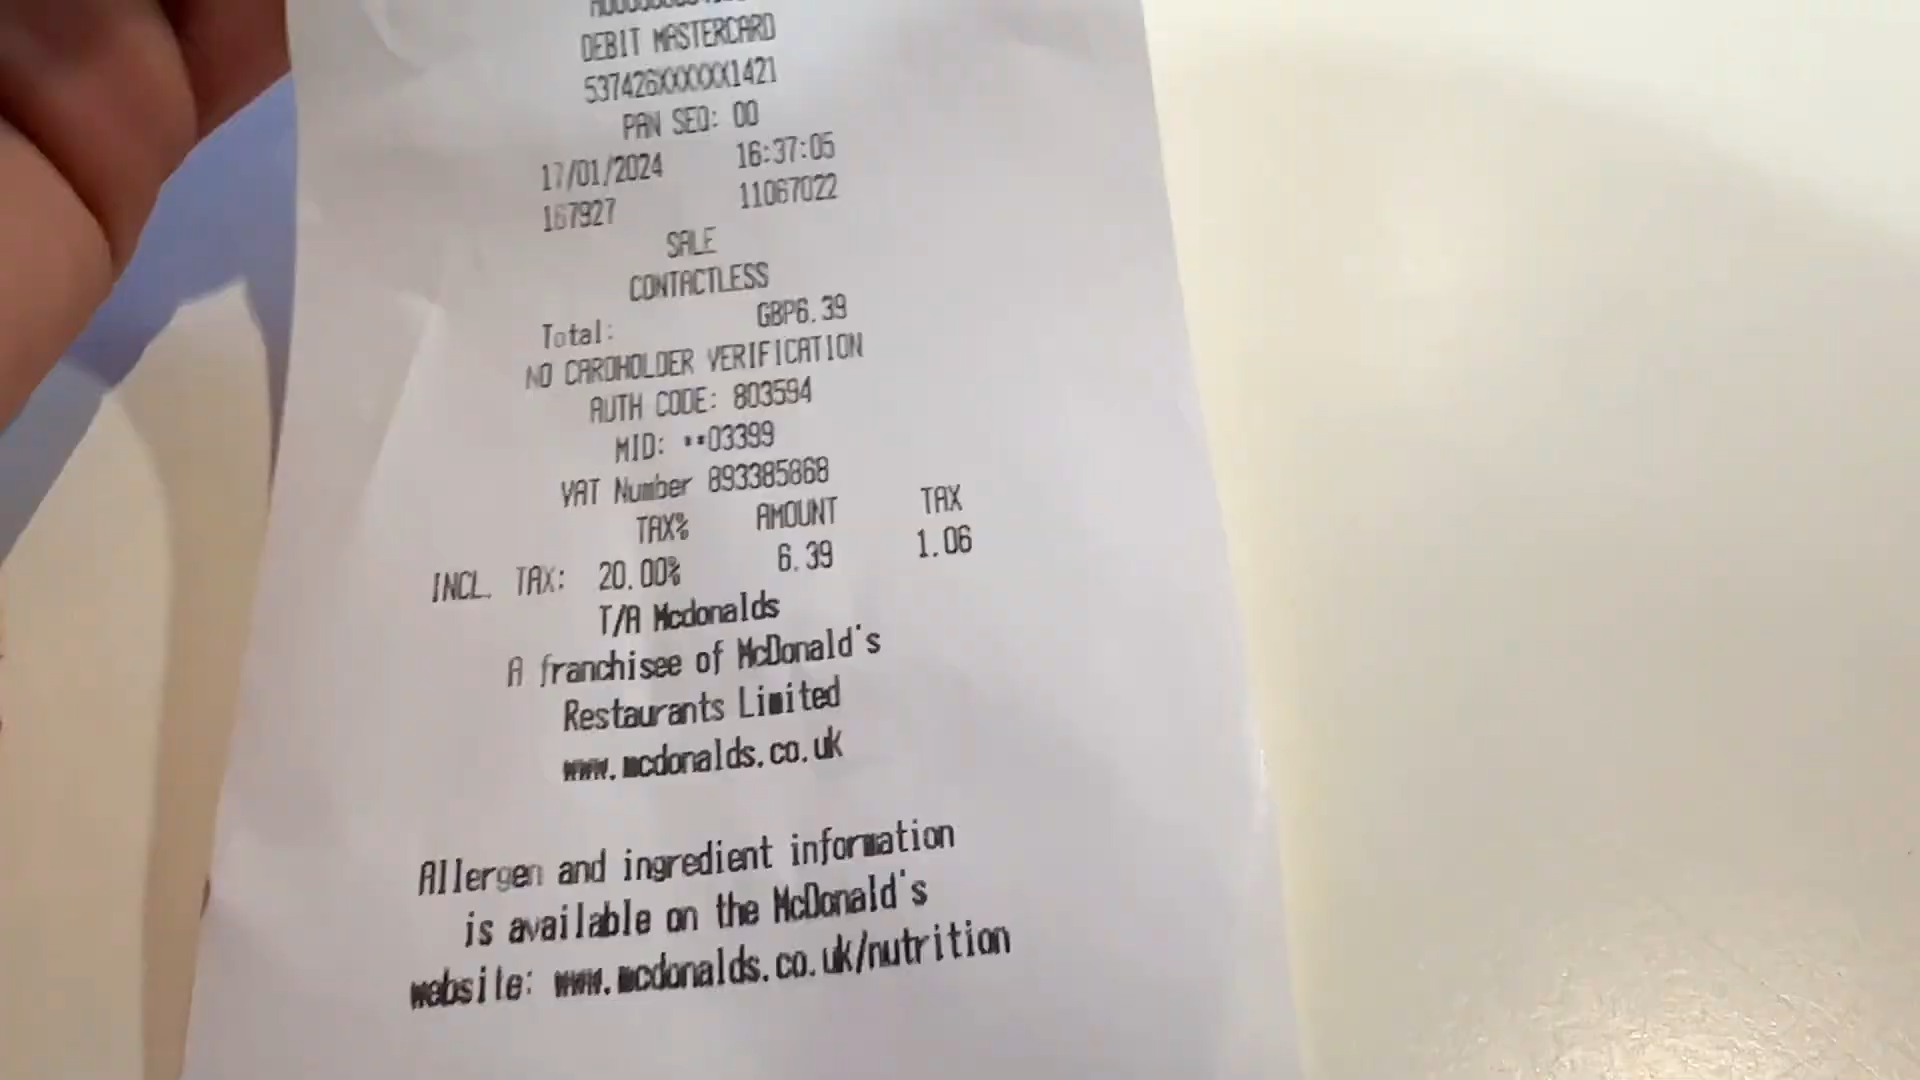 DEBIT MASTERCARD
537426XXXXXX1421
PAN SEQ: 00
17/01/2024 16:37:05
167927 11067022
SALE
CONTACTLESS
Total: GBP6.39
NO CARDHOLDER VERIFICATION
AUTH CODE: 803594
MID: **03399
VAT Number 893385868
TAX% AMOUNT TAX
INCL. TAX: 20.00% 6.39 1.06
T/A Mcdonalds
A franchisee of McDonald's
Restaurants Limited
www.mcdonalds.co.uk
Allergen and ingredient information
is available on the McDonald's
website: www.mcdonalds.co.uk/nutrition